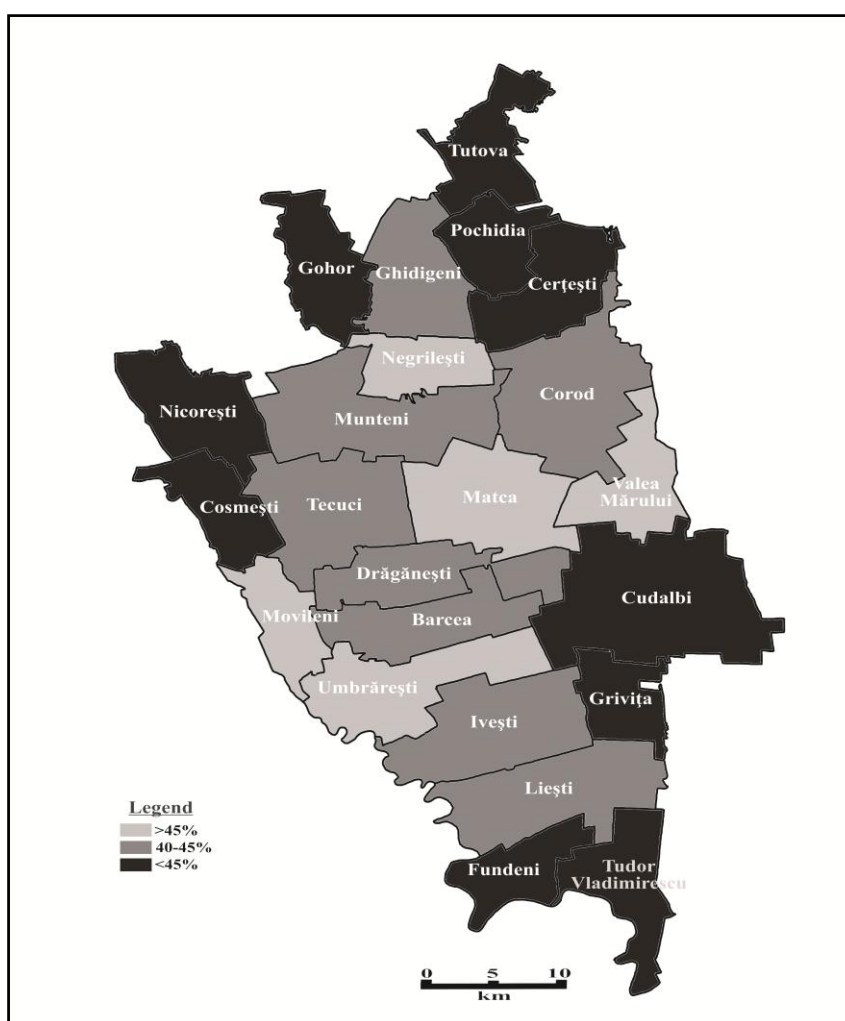 Tutova
Pochidia
Gohor
Ghidigeni
Cerţeşti
Negrileşti
Corod
Nicoreşti
Munteni
Valea
Mărului
Matca
Cosmeşti
Tecuci
Drăgăneşti
Cudalbi
Movileni
Barcea
Umbrăreşti
Griviţa
Iveşti
Lieşti
Legend
>45%
40-45%
<45%
Fundeni
Tudor
Vladimirescu
0 5 10
km